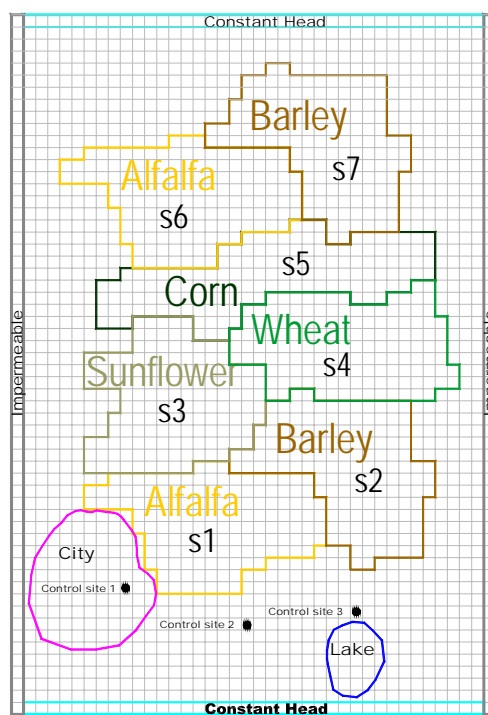 Constant Head
Barley
s7
Alfalfa
s6
s5
Corn
Impermeable
Impermeable
Wheat
s4
Sunflower
s3
Barley
s2
Alfalfa
s1
City
Control site 1
Control site 3
Control site 2
Lake
Constant Head